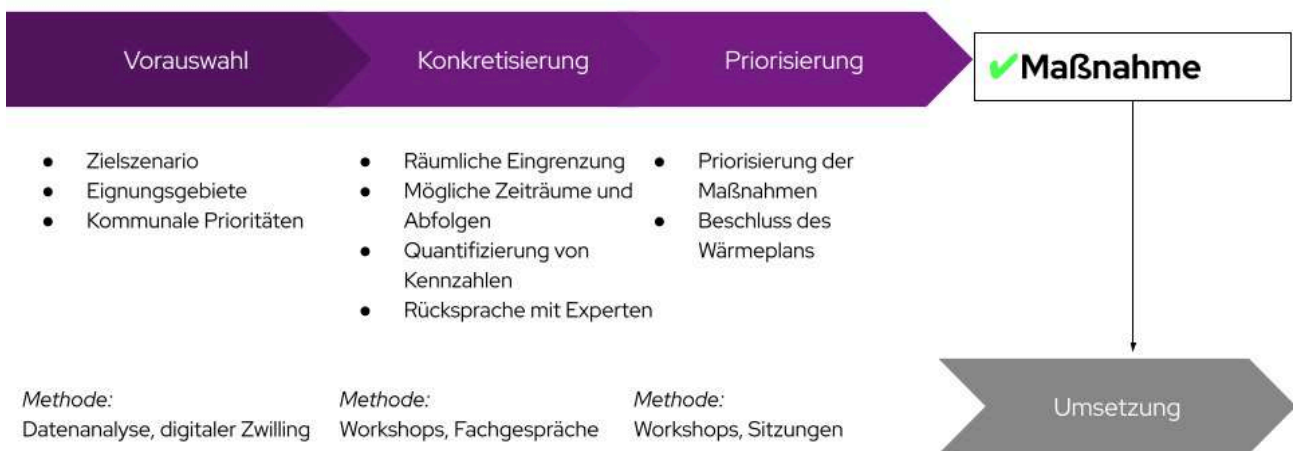 Vorauswahl
Konkretisierung
Priorisierung
✔Maßnahme
● Zielszenario
● Eignungsgebiete
● Kommunale Prioritäten
● Räumliche Eingrenzung
● Mögliche Zeiträume und
Abfolgen
● Quantifizierung von
Kennzahlen
● Rücksprache mit Experten
● Priorisierung der
Maßnahmen
● Beschluss des
Wärmeplans
Methode:
Datenanalyse, digitaler Zwilling
Methode:
Workshops, Fachgespräche
Methode:
Workshops, Sitzungen
Umsetzung